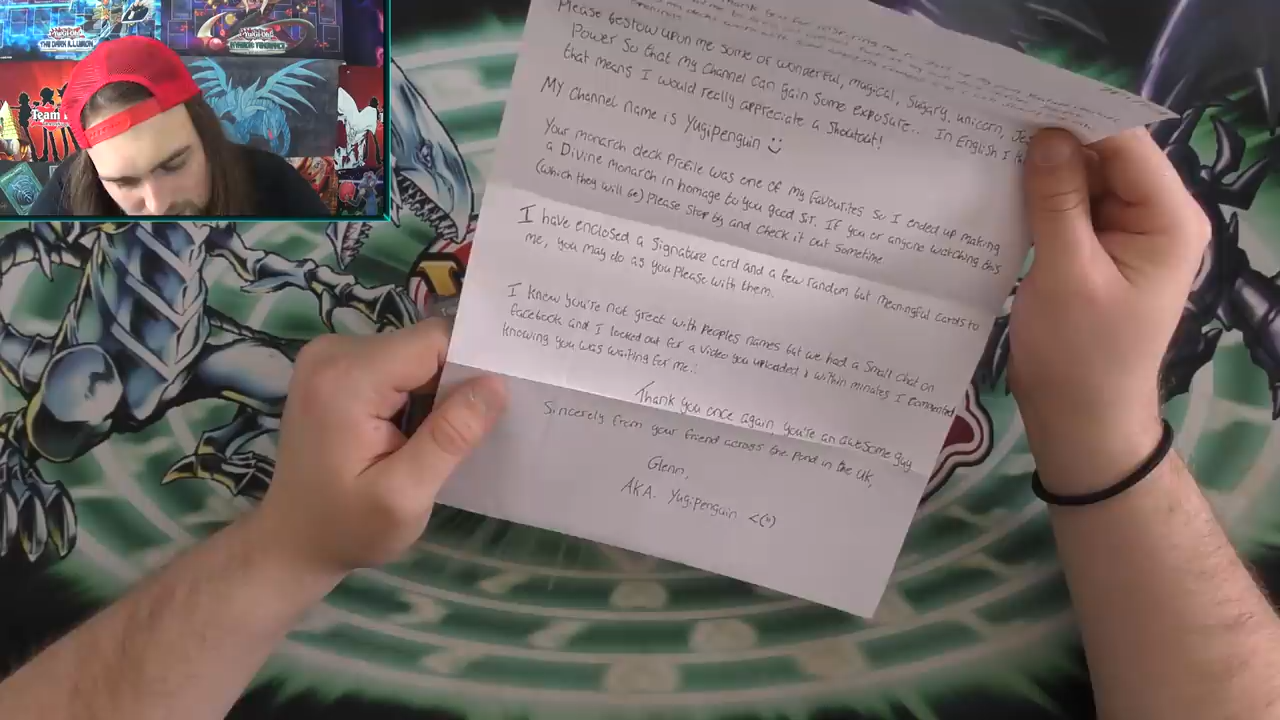 THE DARK ILLUSION
Team
Please bestow upon me some of wonderful, magical, sugary, unicorn,
Power so that my channel can gain some exposure.. In English I
that means I would really appreciate a shoutout!
My channel name is YugiPenguin
Your monarch deck profile was one of my favourites so I ended up making
a Divine monarch in homage to you good sir. If you or anyone watching this
(which they will be) Please stop by and check it out sometime
I have enclosed a signature card and a few random but meaningful cards to
me, you may do as you please with them.
I know you're not great with peoples names but we had a small chat on
facebook and I looked out for a video you uploaded & within minutes I commented
knowing you was waiting for me.!
Thank you once again you're an awesome guy
Sincerely from your friend across the pond in the UK,
Glenn,
AKA. YugiPenguin <(")